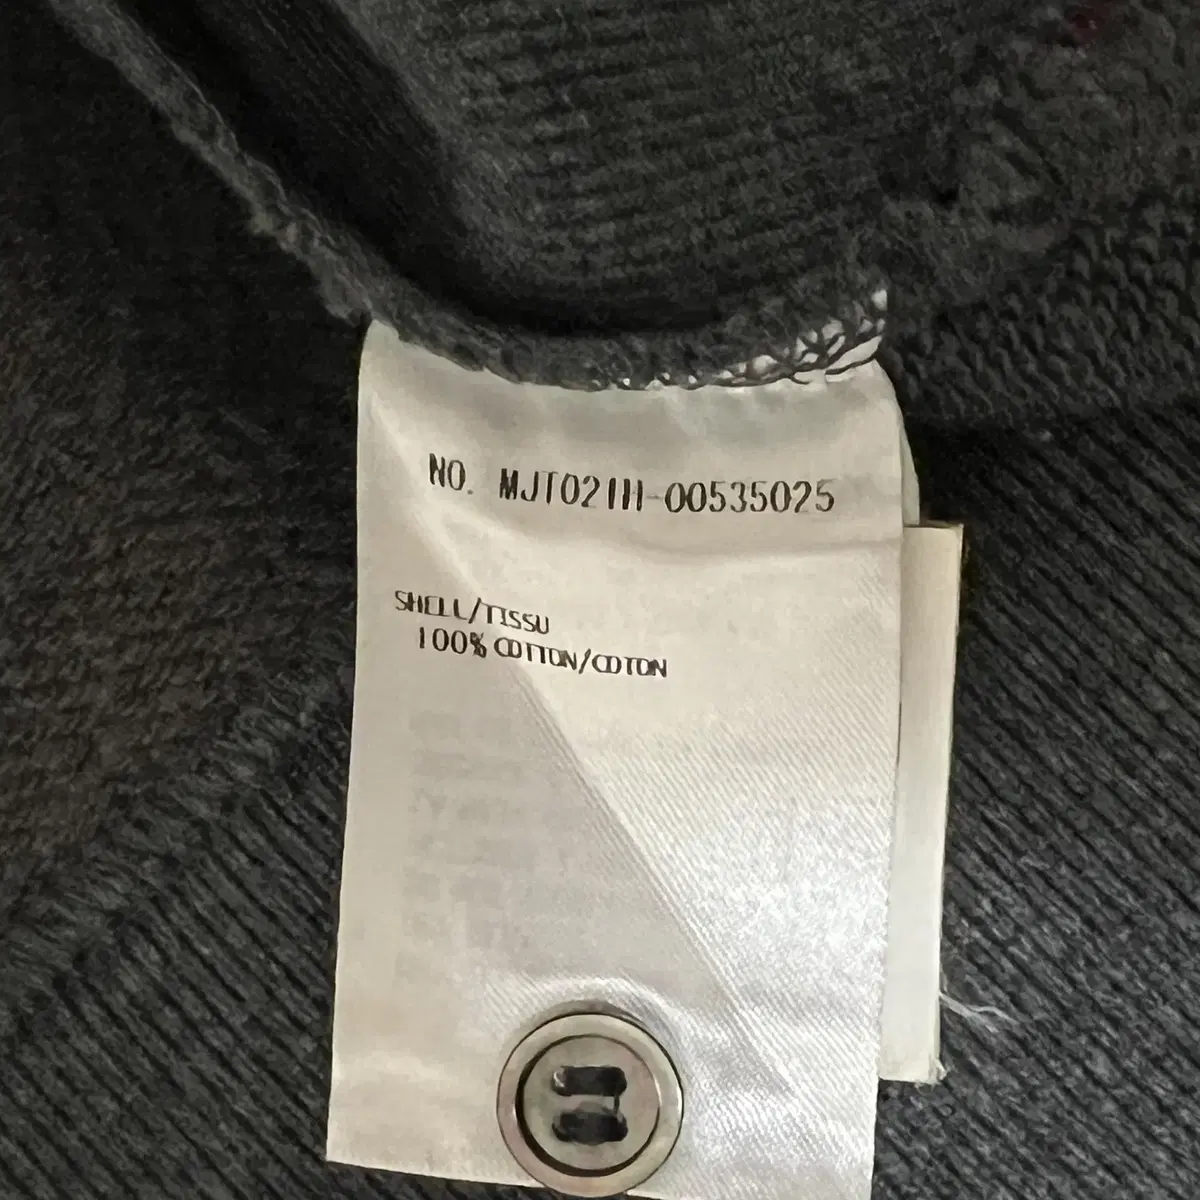 NO. MJT021H-00535025
SHELL/TISSU
100% COTTON/COTON